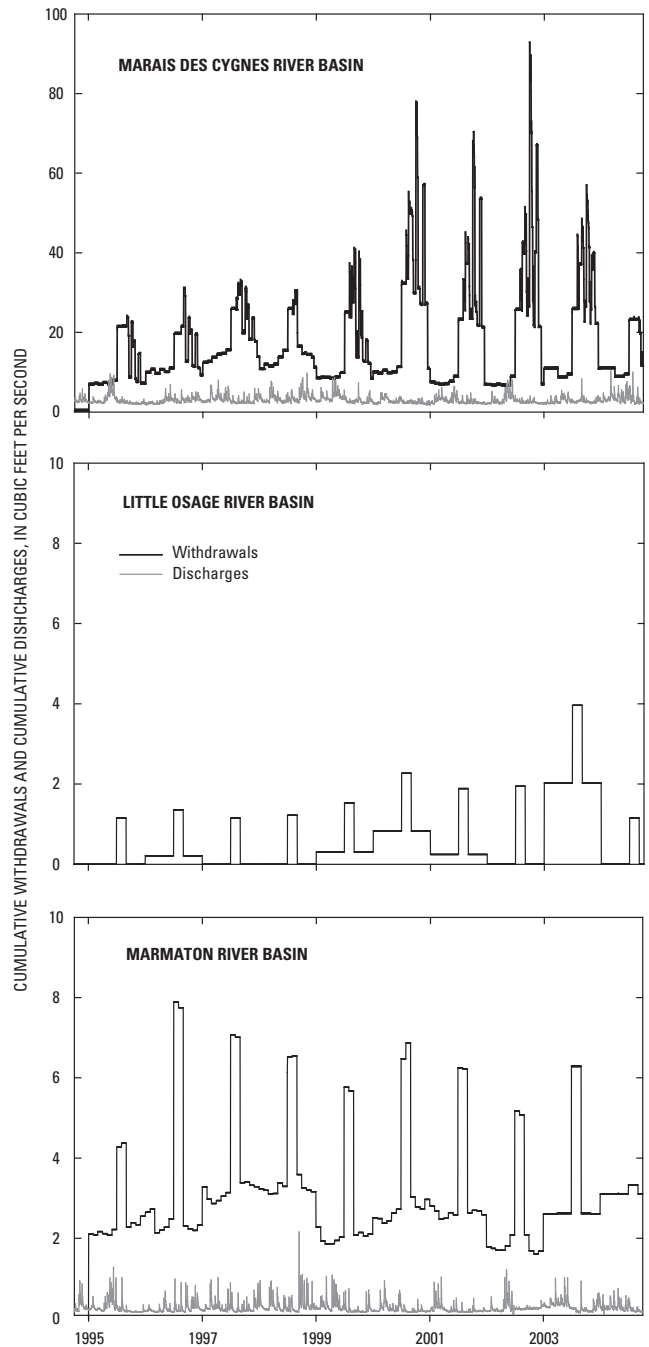 CUMULATIVE WITHDRAWALS AND CUMULATIVE DISHCHARGES, IN CUBIC FEET PER SECOND
100
80
60
40
20
0
MARAIS DES CYGNES RIVER BASIN
10
8
6
4
2
0
LITTLE OSAGE RIVER BASIN
Withdrawals
Discharges
10
8
6
4
2
0
MARMATON RIVER BASIN
1995 1997 1999 2001 2003